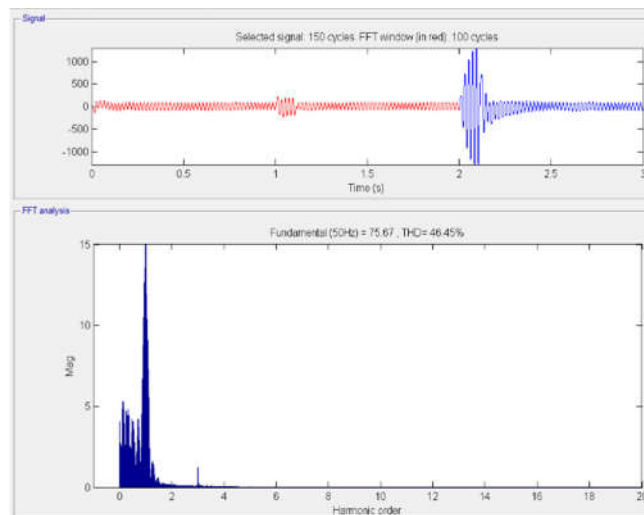 Signal
Selected signal: 150 cycles. FFT window (in red): 100 cycles
1000
500
0
-500
-1000
0 0.5 1 1.5 2 2.5 3
Time (s)
FFT analysis
Fundamental (50Hz) = 75.67 , THD= 46.45%
15
10
5
0
Mag
0 2 4 6 8 10 12 14 16 18 20
Harmonic order